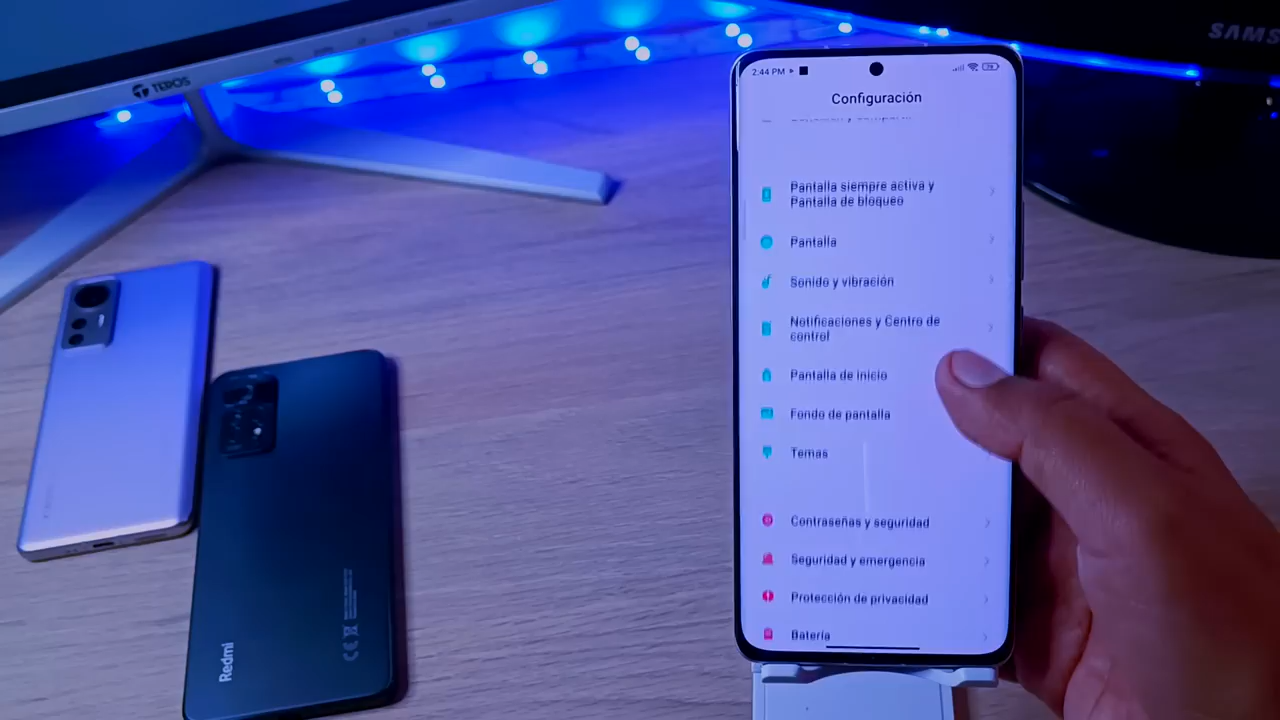 TEROS
SAMS
2:44 PM
79
Configuración
Pantalla siempre activa y
Pantalla de bloqueo
Pantalla
Sonido y vibración
Notificaciones y Centro de
control
Pantalla de inicio
Fondo de pantalla
Temas
Contraseñas y seguridad
Seguridad y emergencia
Protección de privacidad
Batería
Redmi